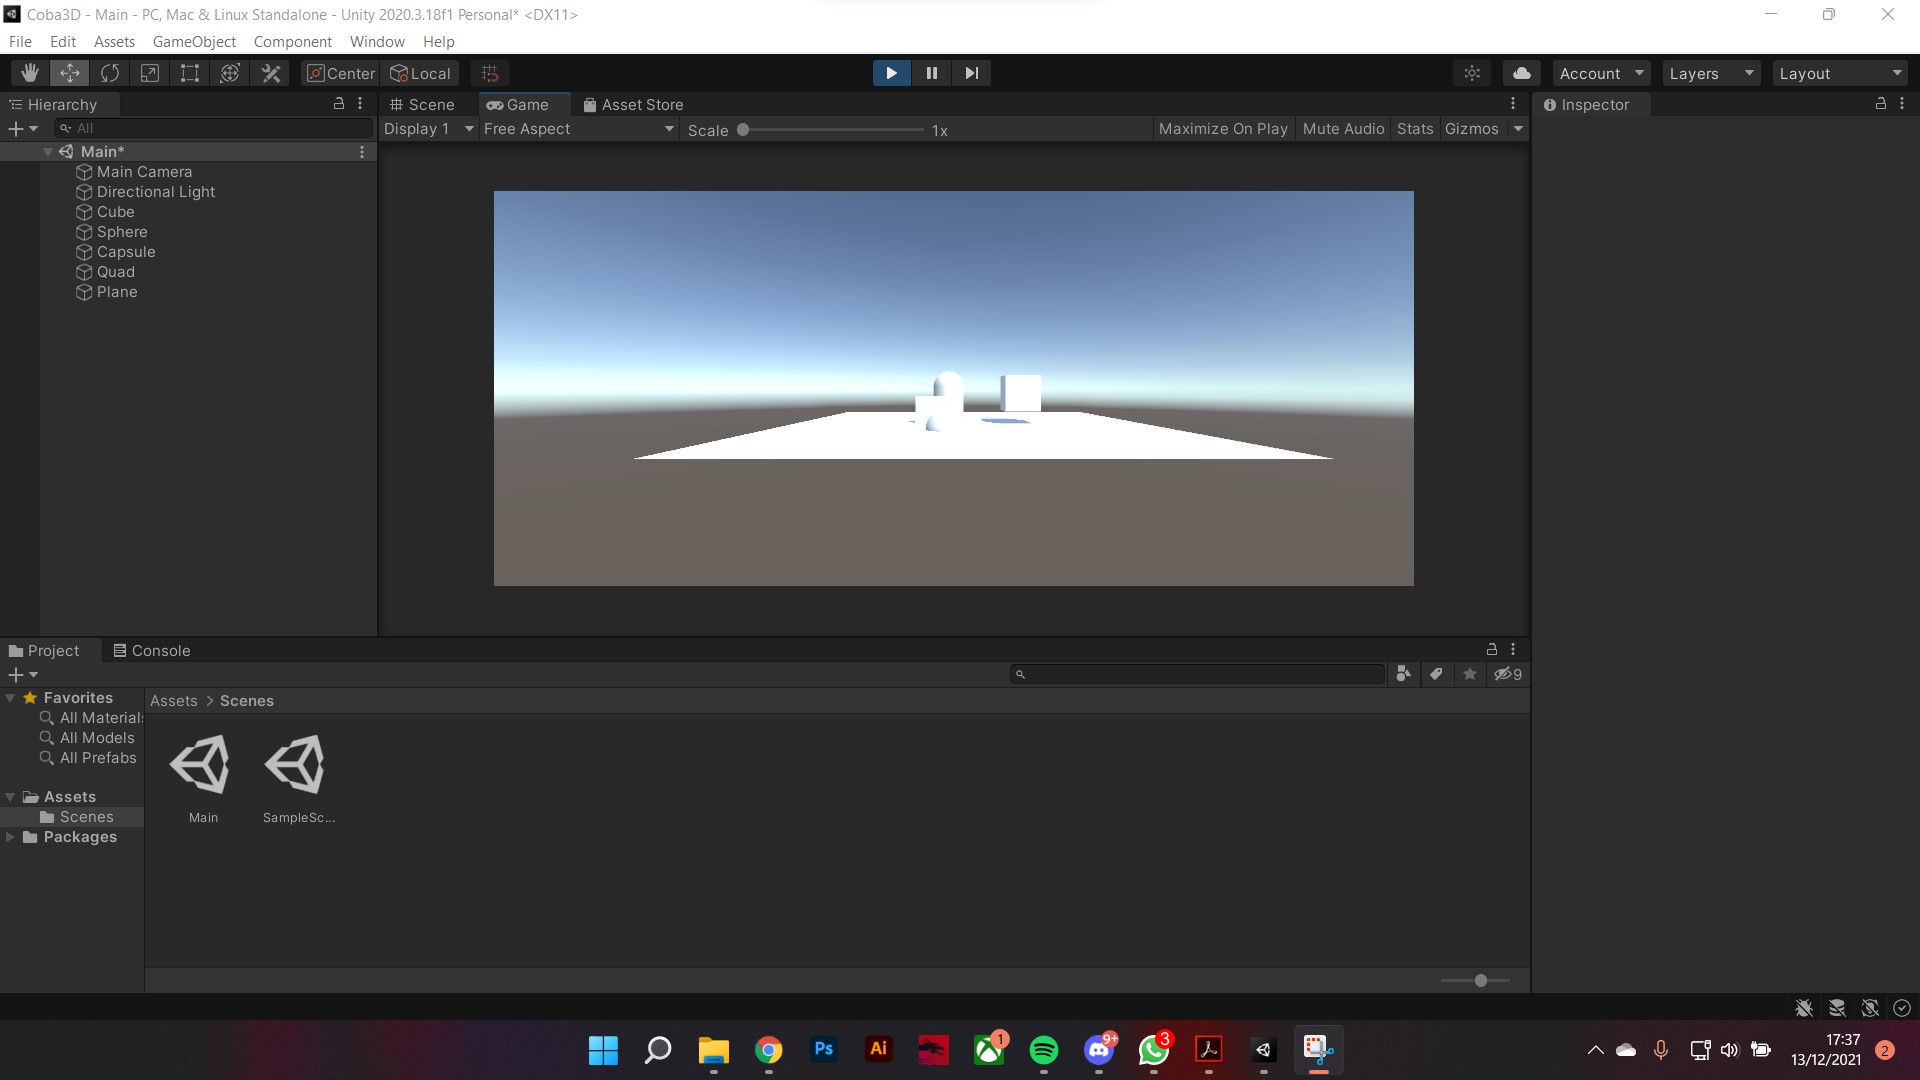 Coba3D - Main - PC, Mac & Linux Standalone - Unity 2020.3.18f1 Personal* <DX11>
File Edit Assets GameObject Component Window Help
Center Local Account Layers Layout
Hierarchy
All
Main*
Main Camera
Directional Light
Cube
Sphere
Capsule
Quad
Plane
Scene Game Asset Store
Display 1 Free Aspect Scale 1x Maximize On Play Mute Audio Stats Gizmos
Inspector
Project Console
9
Favorites
All Materials
All Models
All Prefabs
Assets
Scenes
Packages
Assets > Scenes
Main SampleSc...
Ps Ai 1 9+ 3
17:37
13/12/2021
2